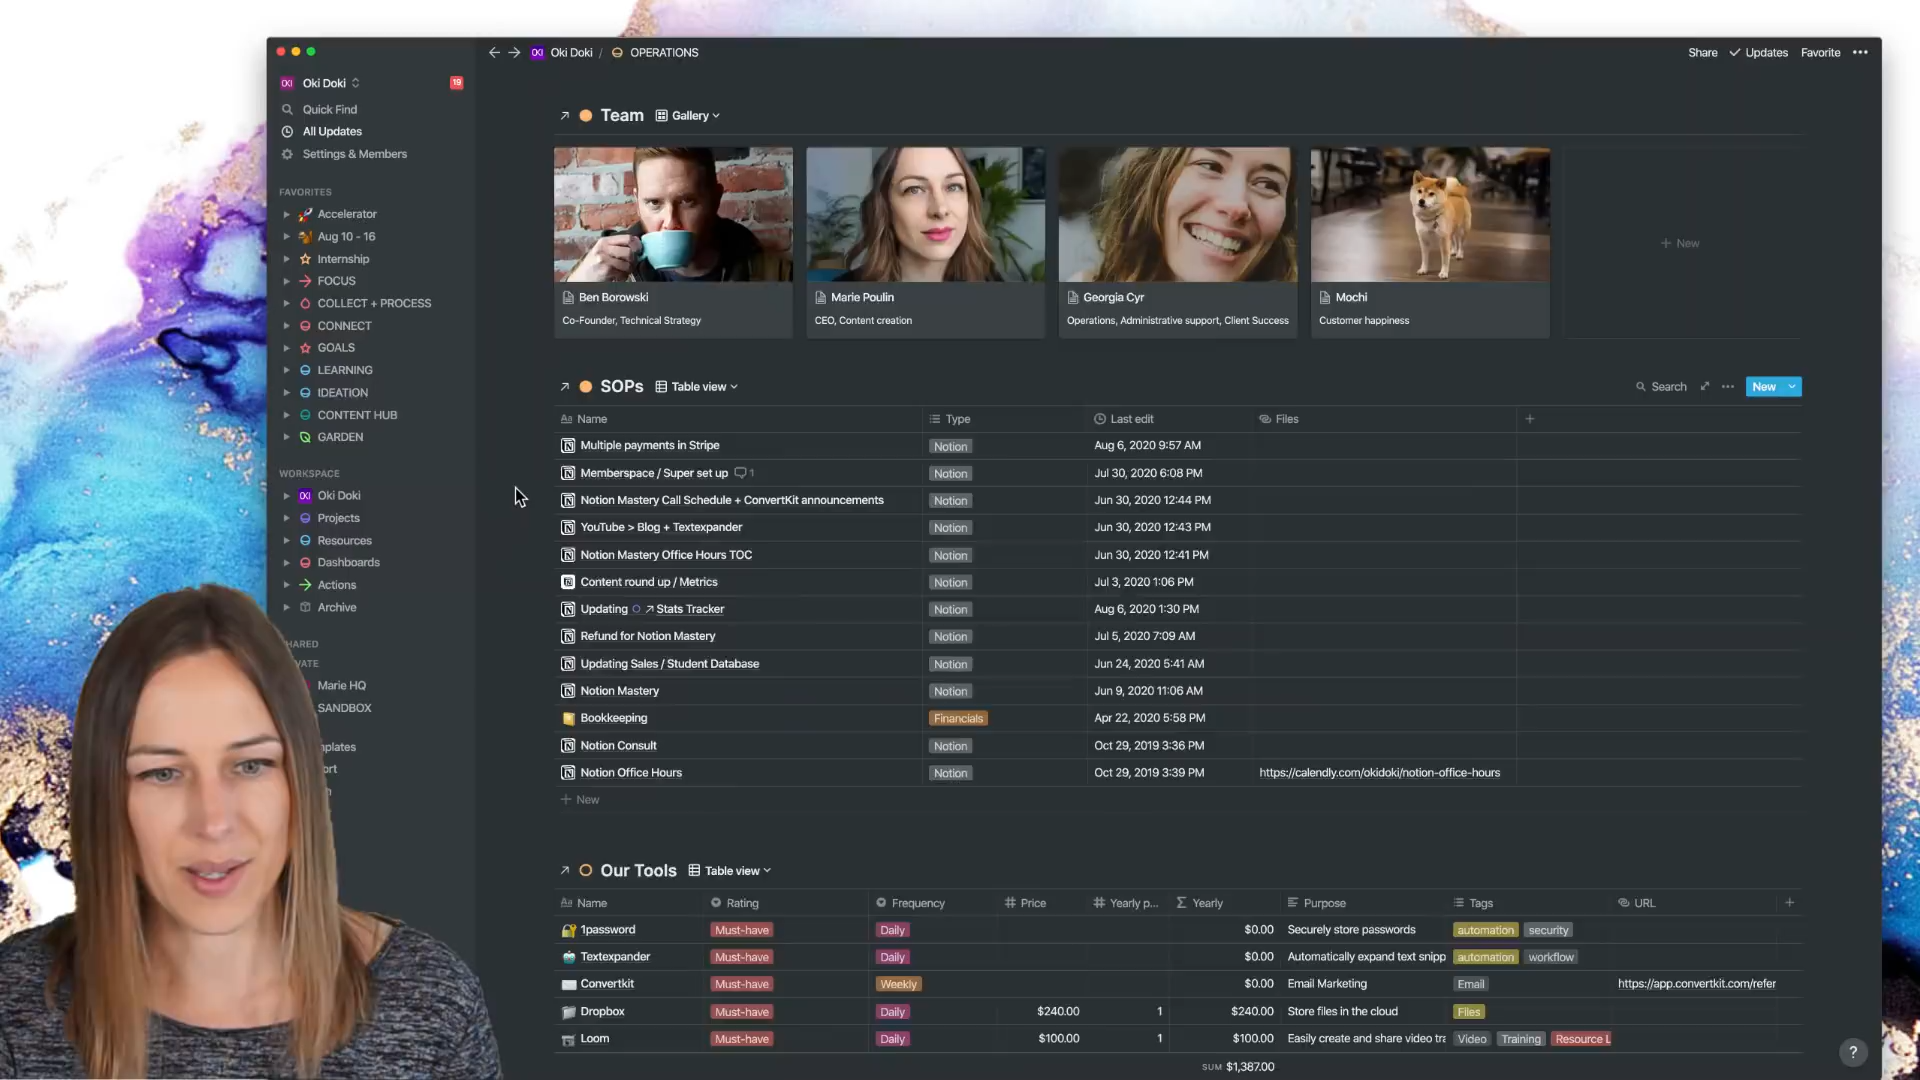 Oki Doki / OPERATIONS
Share Updates Favorite
OKI Oki Doki 19
Quick Find
All Updates
Settings & Members
FAVORITES
Accelerator
Aug 10 - 16
Internship
FOCUS
COLLECT + PROCESS
CONNECT
GOALS
LEARNING
IDEATION
CONTENT HUB
GARDEN
WORKSPACE
OKI Oki Doki
Projects
Resources
Dashboards
Actions
Archive
HARED
VATE
Marie HQ
SANDBOX
nplates
ort
Team Gallery
Ben Borowski
Co-Founder, Technical Strategy
Marie Poulin
CEO, Content creation
Georgia Cyr
Operations, Administrative support, Client Success
Mochi
Customer happiness
+ New
SOPs Table view Search New
Aa Name Type Last edit Files +
Multiple payments in Stripe Notion Aug 6, 2020 9:57 AM
Memberspace / Super set up 1 Notion Jul 30, 2020 6:08 PM
Notion Mastery Call Schedule + ConvertKit announcements Notion Jun 30, 2020 12:44 PM
YouTube > Blog + Textexpander Notion Jun 30, 2020 12:43 PM
Notion Mastery Office Hours TOC Notion Jun 30, 2020 12:41 PM
Content round up / Metrics Notion Jul 3, 2020 1:06 PM
Updating Stats Tracker Notion Aug 6, 2020 1:30 PM
Refund for Notion Mastery Notion Jul 5, 2020 7:09 AM
Updating Sales / Student Database Notion Jun 24, 2020 5:41 AM
Notion Mastery Notion Jun 9, 2020 11:06 AM
Bookkeeping Financials Apr 22, 2020 5:58 PM
Notion Consult Notion Oct 29, 2019 3:36 PM
Notion Office Hours Notion Oct 29, 2019 3:39 PM https://calendly.com/okidoki/notion-office-hours
+ New
Our Tools Table view
Aa Name Rating Frequency # Price # Yearly p... Σ Yearly Purpose Tags URL +
1password Must-have Daily $0.00 Securely store passwords automation security
Textexpander Must-have Daily $0.00 Automatically expand text snipp automation workflow
Convertkit Must-have Weekly $0.00 Email Marketing Email https://app.convertkit.com/refer
Dropbox Must-have Daily $240.00 1 $240.00 Store files in the cloud Files
Loom Must-have Daily $100.00 1 $100.00 Easily create and share video tra Video Training Resource L
SUM $1,387.00
?